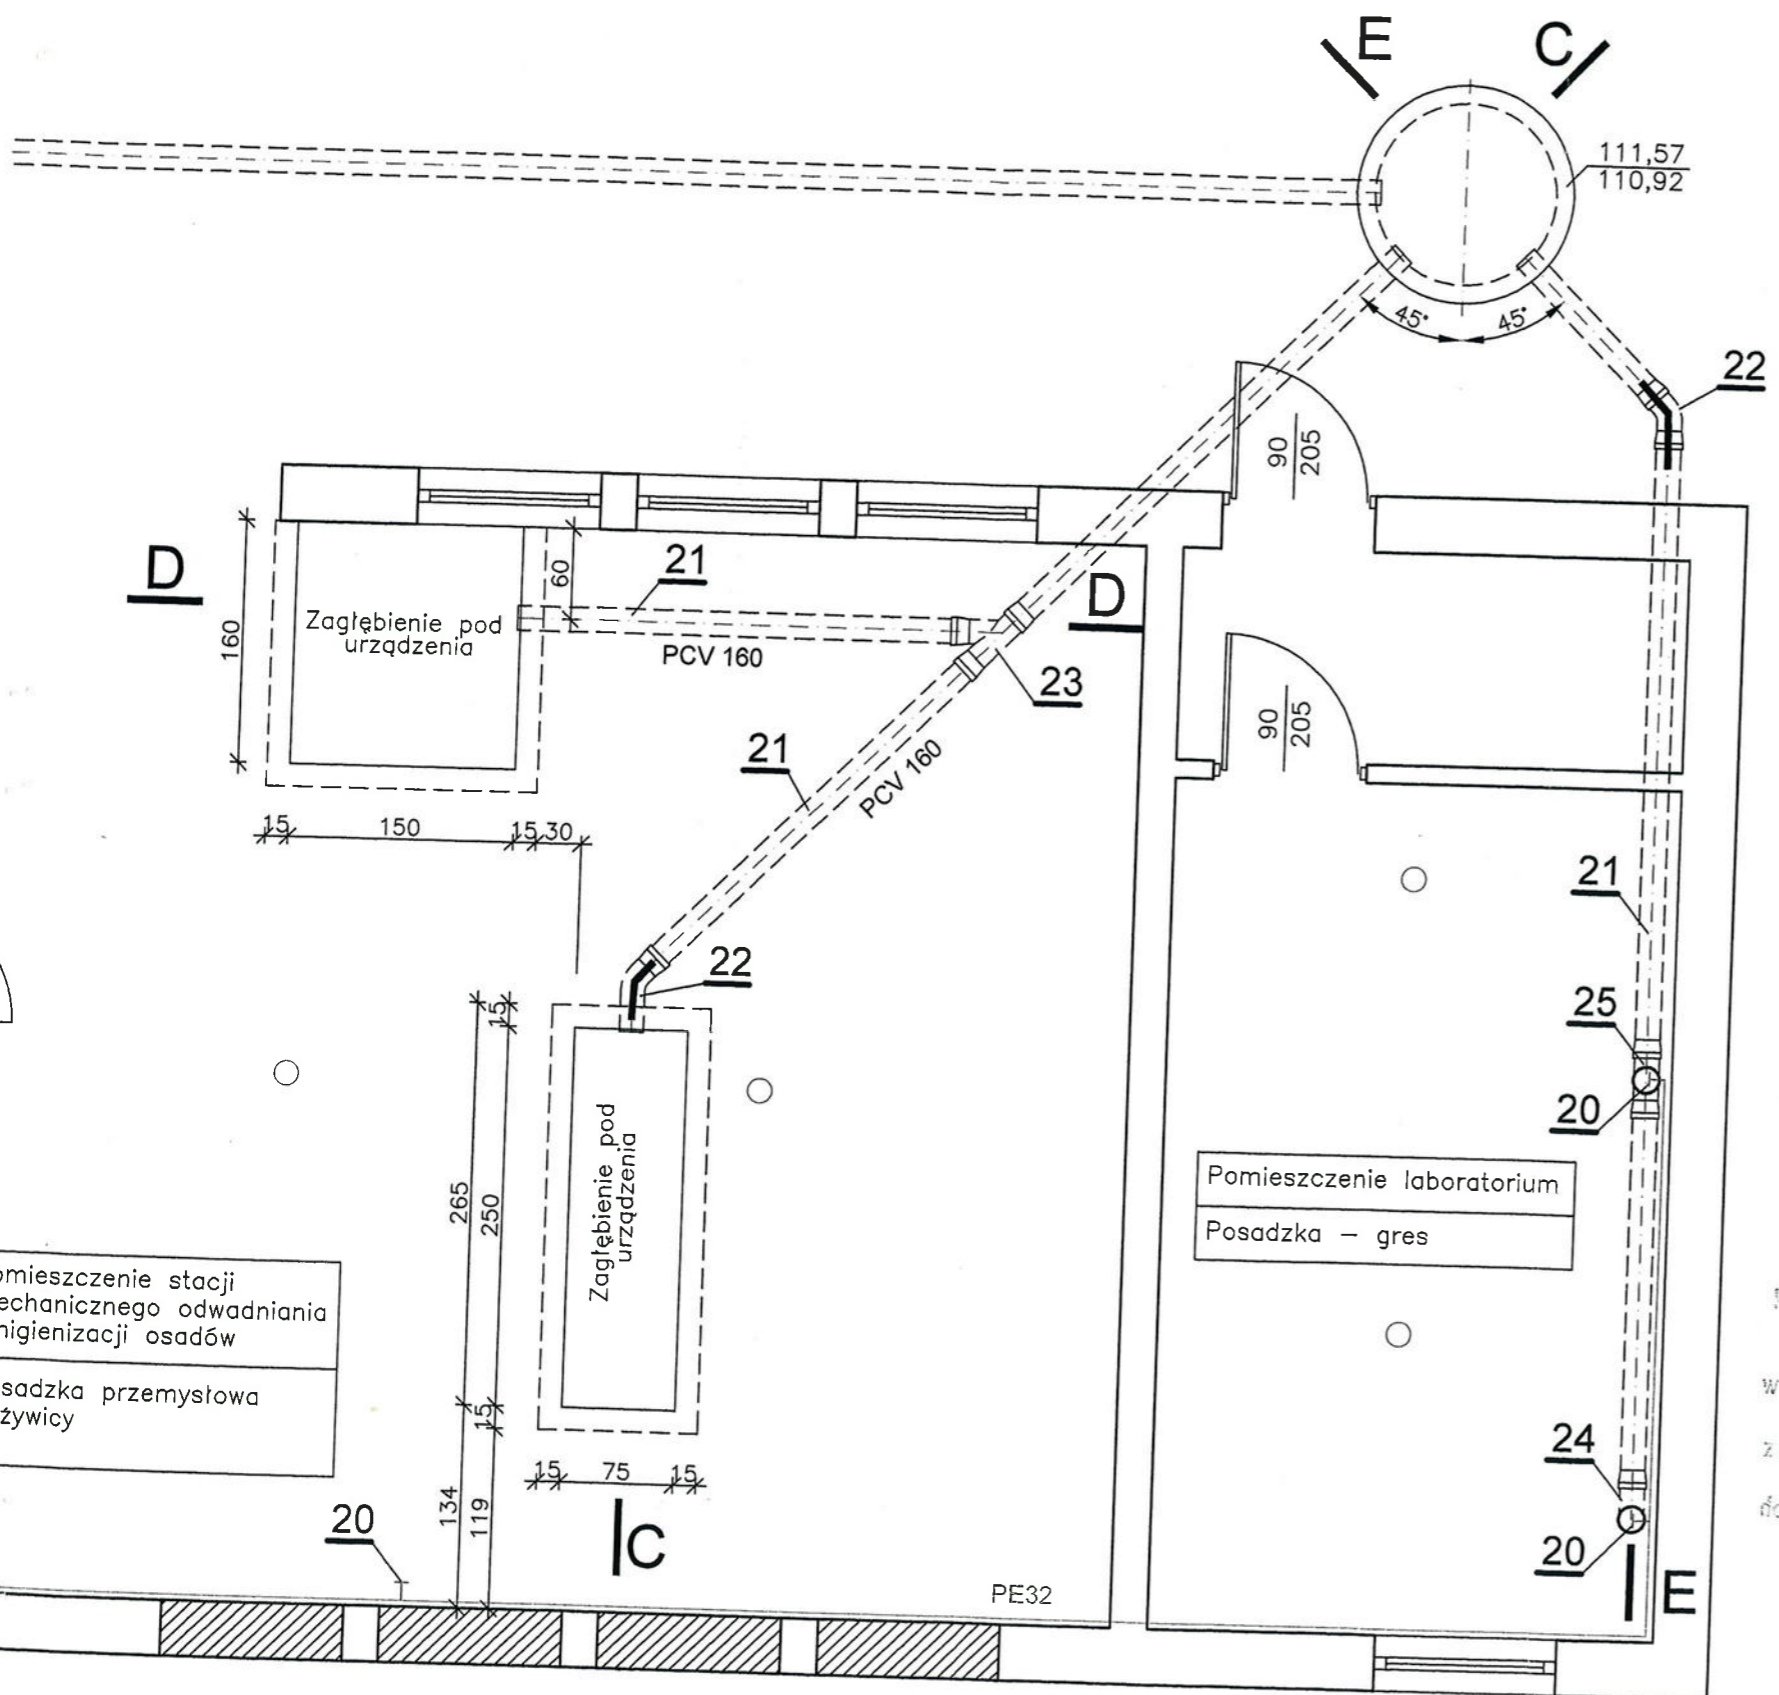 E
C
111,57
110,92
45°
45°
22
90
205
D
160
Zagłębienie pod
urządzenia
60
21
PCV 160
D
23
21
PCV 160
90
205
15
150
15
30
22
21
25
20
15
265
250
Zagłębienie pod
urządzenia
Pomieszczenie laboratorium
Posadzka – gres
omieszczenie stacji
echanicznego odwadniania
higienizacji osadów
sadzka przemysłowa
żywicy
15
134
119
15
75
15
C
20
PE32
24
20
E